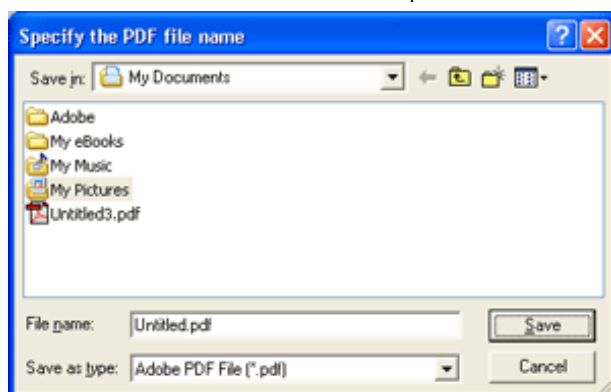 Specify the PDF file name
Save in: My Documents
Adobe
My eBooks
My Music
My Pictures
Untitled3.pdf
File name: Untitled.pdf Save
Save as type: Adobe PDF File (*.pdf) Cancel